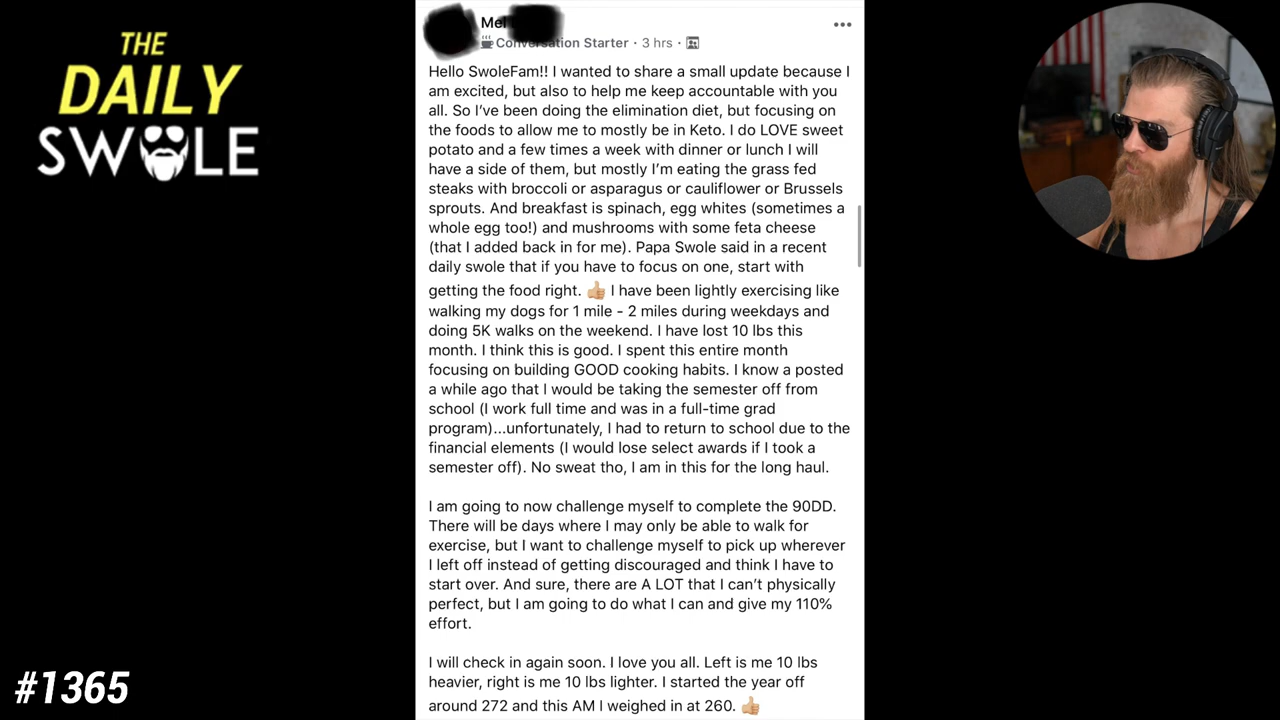 THE
DAILY
SWOLE
#1365
Mel
Conversation Starter · 3 hrs ·
Hello SwoleFam!! I wanted to share a small update because I
am excited, but also to help me keep accountable with you
all. So I've been doing the elimination diet, but focusing on
the foods to allow me to mostly be in Keto. I do LOVE sweet
potato and a few times a week with dinner or lunch I will
have a side of them, but mostly I'm eating the grass fed
steaks with broccoli or asparagus or cauliflower or Brussels
sprouts. And breakfast is spinach, egg whites (sometimes a
whole egg too!) and mushrooms with some feta cheese
(that I added back in for me). Papa Swole said in a recent
daily swole that if you have to focus on one, start with
getting the food right. 👍🏼 I have been lightly exercising like
walking my dogs for 1 mile - 2 miles during weekdays and
doing 5K walks on the weekend. I have lost 10 lbs this
month. I think this is good. I spent this entire month
focusing on building GOOD cooking habits. I know a posted
a while ago that I would be taking the semester off from
school (I work full time and was in a full-time grad
program)...unfortunately, I had to return to school due to the
financial elements (I would lose select awards if I took a
semester off). No sweat tho, I am in this for the long haul.
I am going to now challenge myself to complete the 90DD.
There will be days where I may only be able to walk for
exercise, but I want to challenge myself to pick up wherever
I left off instead of getting discouraged and think I have to
start over. And sure, there are A LOT that I can't physically
perfect, but I am going to do what I can and give my 110%
effort.
I will check in again soon. I love you all. Left is me 10 lbs
heavier, right is me 10 lbs lighter. I started the year off
around 272 and this AM I weighed in at 260. 👍🏼